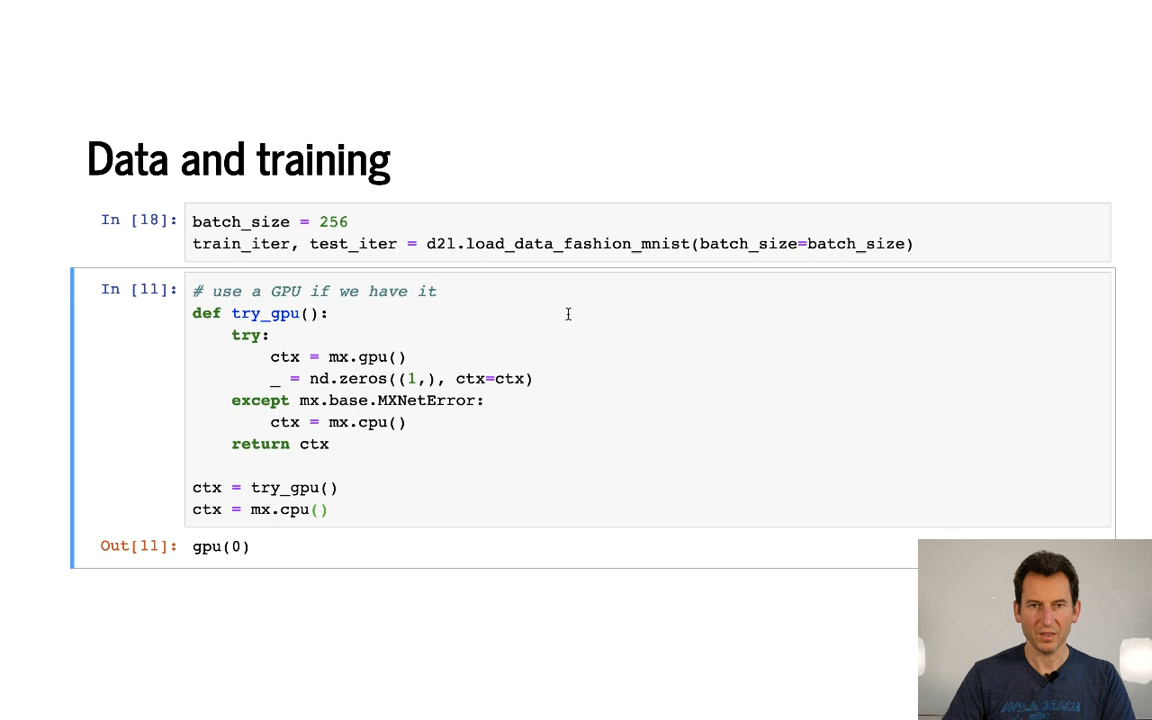 Data and training
In [18]:
batch_size = 256
train_iter, test_iter = d2l.load_data_fashion_mnist(batch_size=batch_size)
In [11]:
# use a GPU if we have it
def try_gpu():
    try:
        ctx = mx.gpu()
        _ = nd.zeros((1,), ctx=ctx)
    except mx.base.MXNetError:
        ctx = mx.cpu()
    return ctx
ctx = try_gpu()
ctx = mx.cpu()
Out[11]: gpu(0)